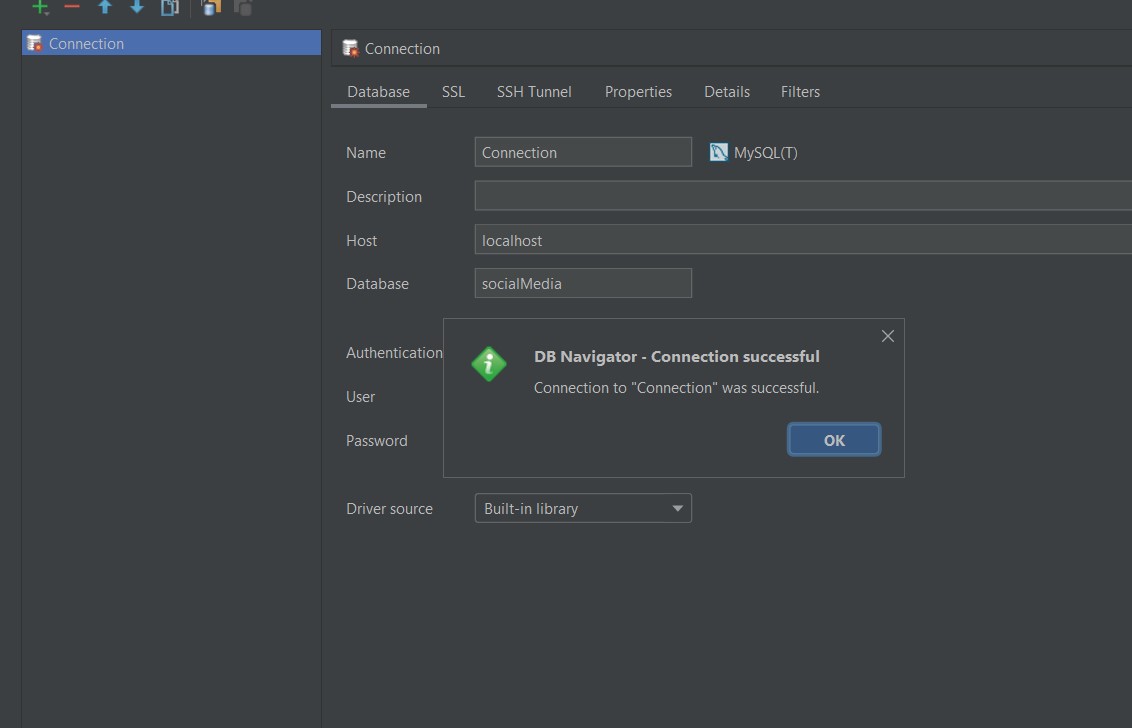 Connection
Connection
Database SSL SSH Tunnel Properties Details Filters
Name Connection MySQL(T)
Description
Host localhost
Database socialMedia
Authentication
User
Password
DB Navigator - Connection successful
Connection to "Connection" was successful.
OK
Driver source Built-in library